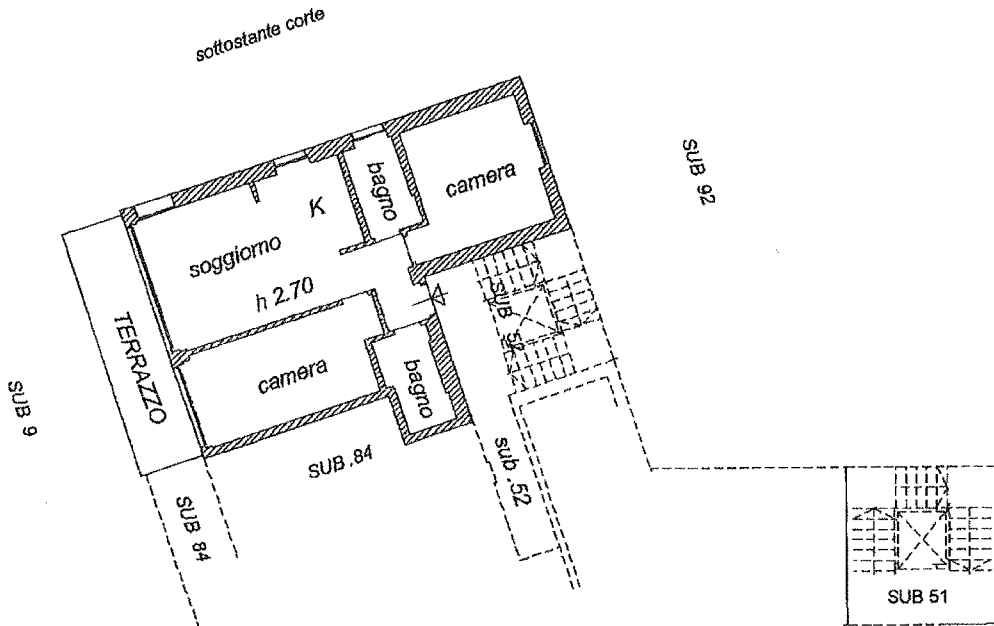 sottostante corte
SUB 92
bagno
camera
K
soggiorno
h 2.70
SUB 52
TERRAZZO
camera
bagno
SUB 9
SUB .84
sub .52
SUB 84
SUB 51